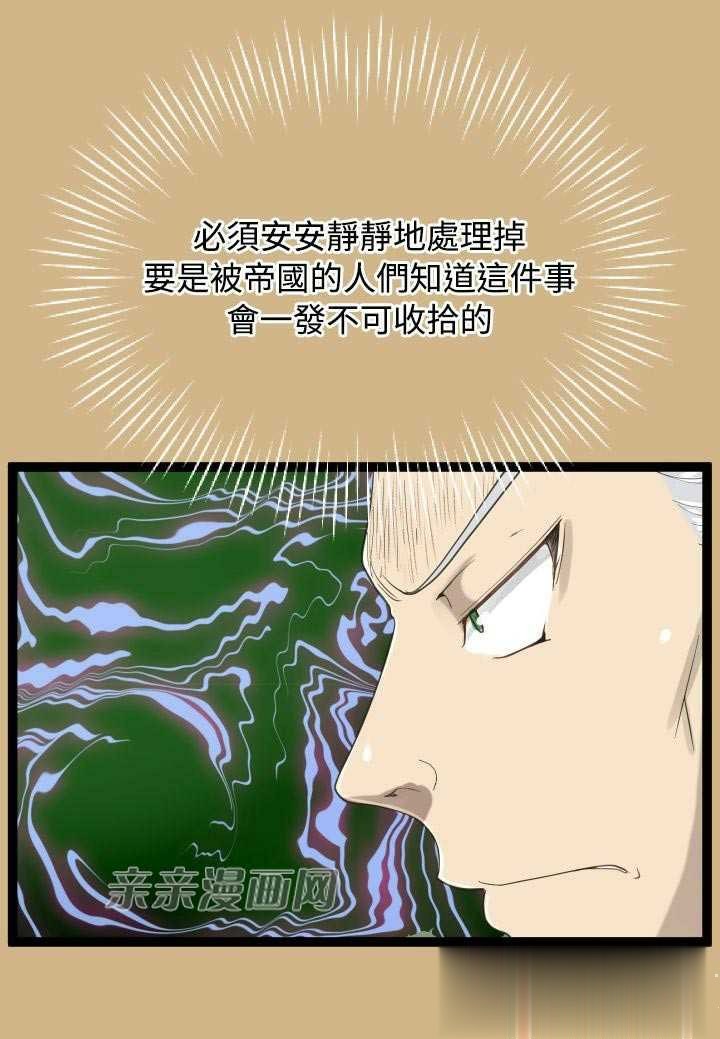 必須安安靜靜地處理掉
要是被帝國的人們知道這件事
會一發不可收拾的
亲亲漫画网